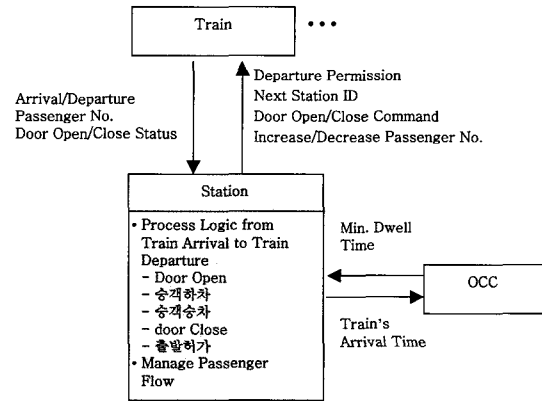 Train
• • •
Arrival/Departure
Passenger No.
Door Open/Close Status
Departure Permission
Next Station ID
Door Open/Close Command
Increase/Decrease Passenger No.
Station
• Process Logic from
Train Arrival to Train
Departure
- Door Open
- 승객하차
- 승객승차
- door Close
- 출발허가
• Manage Passenger
Flow
Min. Dwell
Time
OCC
Train's
Arrival Time